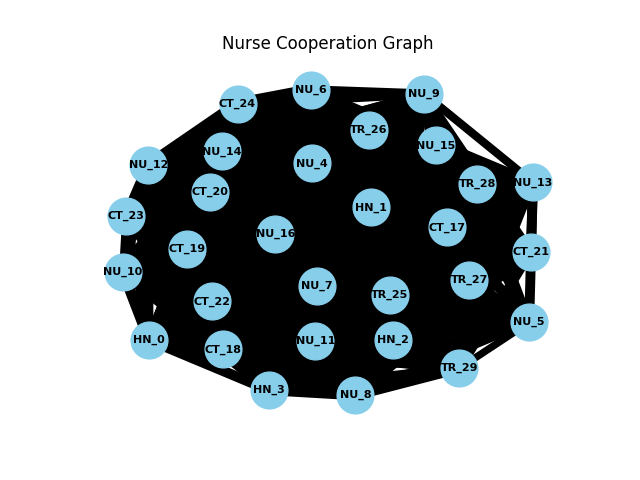 Nurse Cooperation Graph
NU_6
NU_9
CT_24
TR_26
NU_15
NU_14
NU_4
NU_12
NU_13
TR_28
CT_20
HN_1
CT_23
CT_17
NU_16
CT_19
CT_21
NU_10
TR_27
NU_7
TR_25
CT_22
NU_5
HN_0
NU_11
HN_2
CT_18
TR_29
HN_3
NU_8